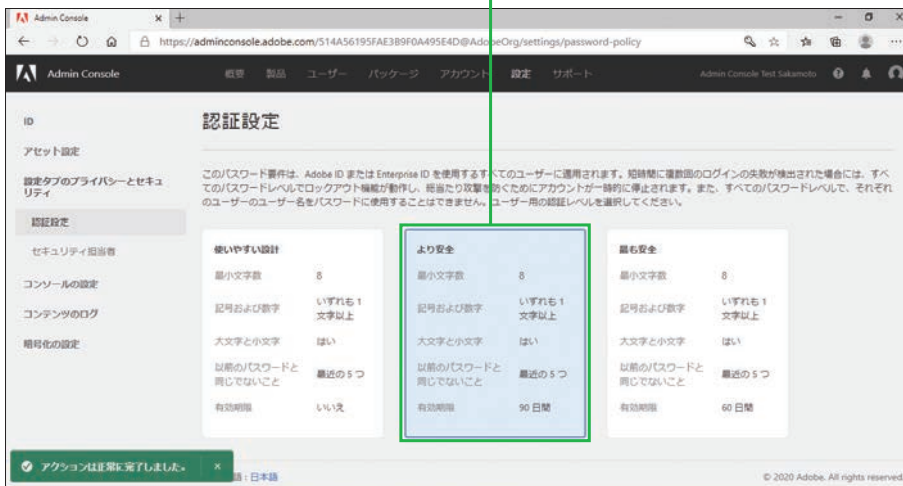 Admin Console
https://adminconsole.adobe.com/514A56195FAE3B9F0A495E4D@AdobeOrg/settings/password-policy
Admin Console
概要 製品 ユーザー パッケージ アカウント 設定 サポート
Admin Console Test Sakamoto
ID
アセット設定
設定タブのプライバシーとセキュ
リティ
認証設定
セキュリティ担当者
コンソールの設定
コンテンツのログ
暗号化の設定
認証設定
このパスワード要件は、Adobe ID または Enterprise ID を使用するすべてのユーザーに適用されます。短時間に複数回のログインの失敗が検出された場合には、すべ
てのパスワードレベルでロックアウト機能が動作し、総当たり攻撃を防ぐためにアカウントが一時的に停止されます。また、すべてのパスワードレベルで、それぞれ
のユーザーのユーザー名をパスワードに使用することはできません。ユーザー用の認証レベルを選択してください。
使いやすい設計
最小文字数 8
記号および数字 いずれも 1
文字以上
大文字と小文字 はい
以前のパスワードと
同じでないこと 最近の 5 つ
有効期限 いいえ
より安全
最小文字数 8
記号および数字 いずれも 1
文字以上
大文字と小文字 はい
以前のパスワードと
同じでないこと 最近の 5 つ
有効期限 90 日間
最も安全
最小文字数 8
記号および数字 いずれも 1
文字以上
大文字と小文字 はい
以前のパスワードと
同じでないこと 最近の 5 つ
有効期限 60 日間
アクションは正常に完了しました。
語 : 日本語
© 2020 Adobe. All rights reserved.